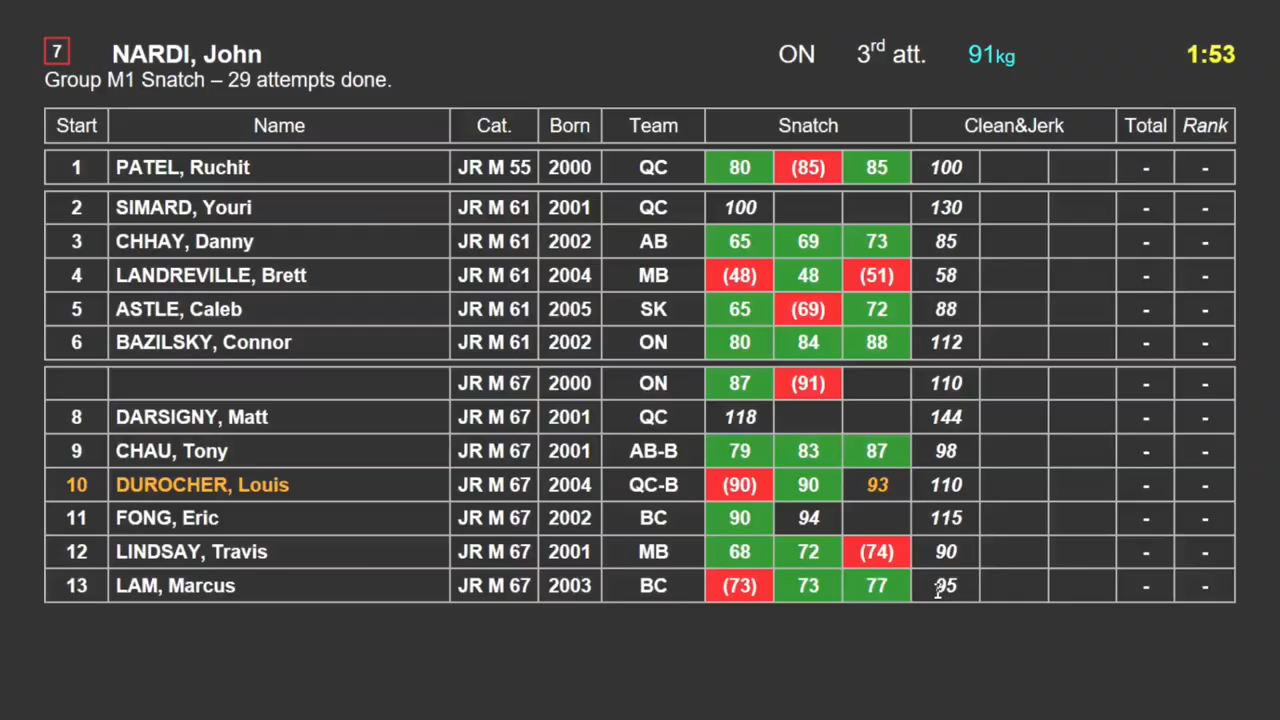 7 NARDI, John ON 3rd att. 91kg 1:53
Group M1 Snatch – 29 attempts done.
Start Name Cat. Born Team Snatch Clean&Jerk Total Rank
1 PATEL, Ruchit JR M 55 2000 QC 80 (85) 85 100 - -
2 SIMARD, Youri JR M 61 2001 QC 100 130 - -
3 CHHAY, Danny JR M 61 2002 AB 65 69 73 85 - -
4 LANDREVILLE, Brett JR M 61 2004 MB (48) 48 (51) 58 - -
5 ASTLE, Caleb JR M 61 2005 SK 65 (69) 72 88 - -
6 BAZILSKY, Connor JR M 61 2002 ON 80 84 88 112 - -
JR M 67 2000 ON 87 (91) 110 - -
8 DARSIGNY, Matt JR M 67 2001 QC 118 144 - -
9 CHAU, Tony JR M 67 2001 AB-B 79 83 87 98 - -
10 DUROCHER, Louis JR M 67 2004 QC-B (90) 90 93 110 - -
11 FONG, Eric JR M 67 2002 BC 90 94 115 - -
12 LINDSAY, Travis JR M 67 2001 MB 68 72 (74) 90 - -
13 LAM, Marcus JR M 67 2003 BC (73) 73 77 95 - -